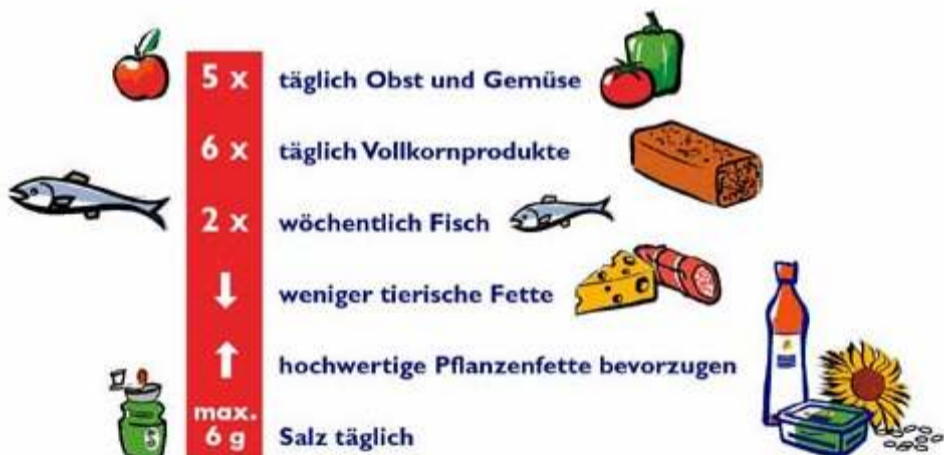 5 x täglich Obst und Gemüse
6 x täglich Vollkornprodukte
2 x wöchentlich Fisch
↓ weniger tierische Fette
↑ hochwertige Pflanzenfette bevorzugen
max.
6 g Salz täglich